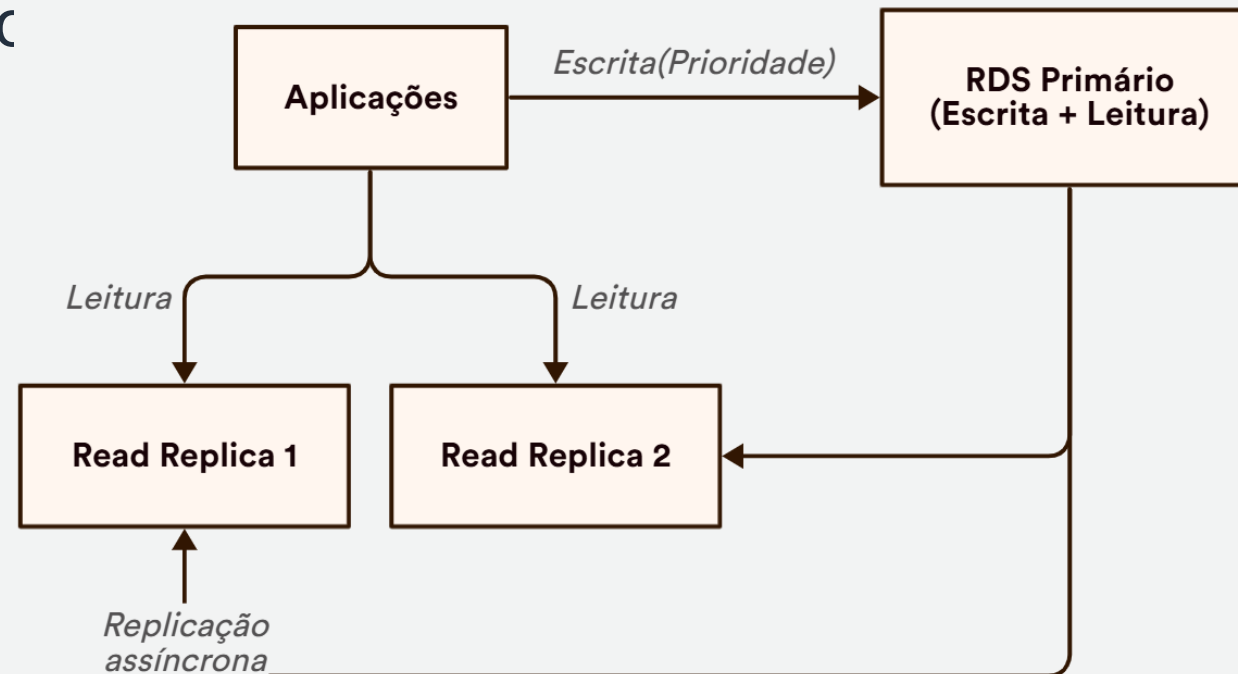 Escrita(Prioridade)
Aplicações
RDS Primário
(Escrita + Leitura)
Leitura
Leitura
Read Replica 1
Read Replica 2
Replicação
assíncrona